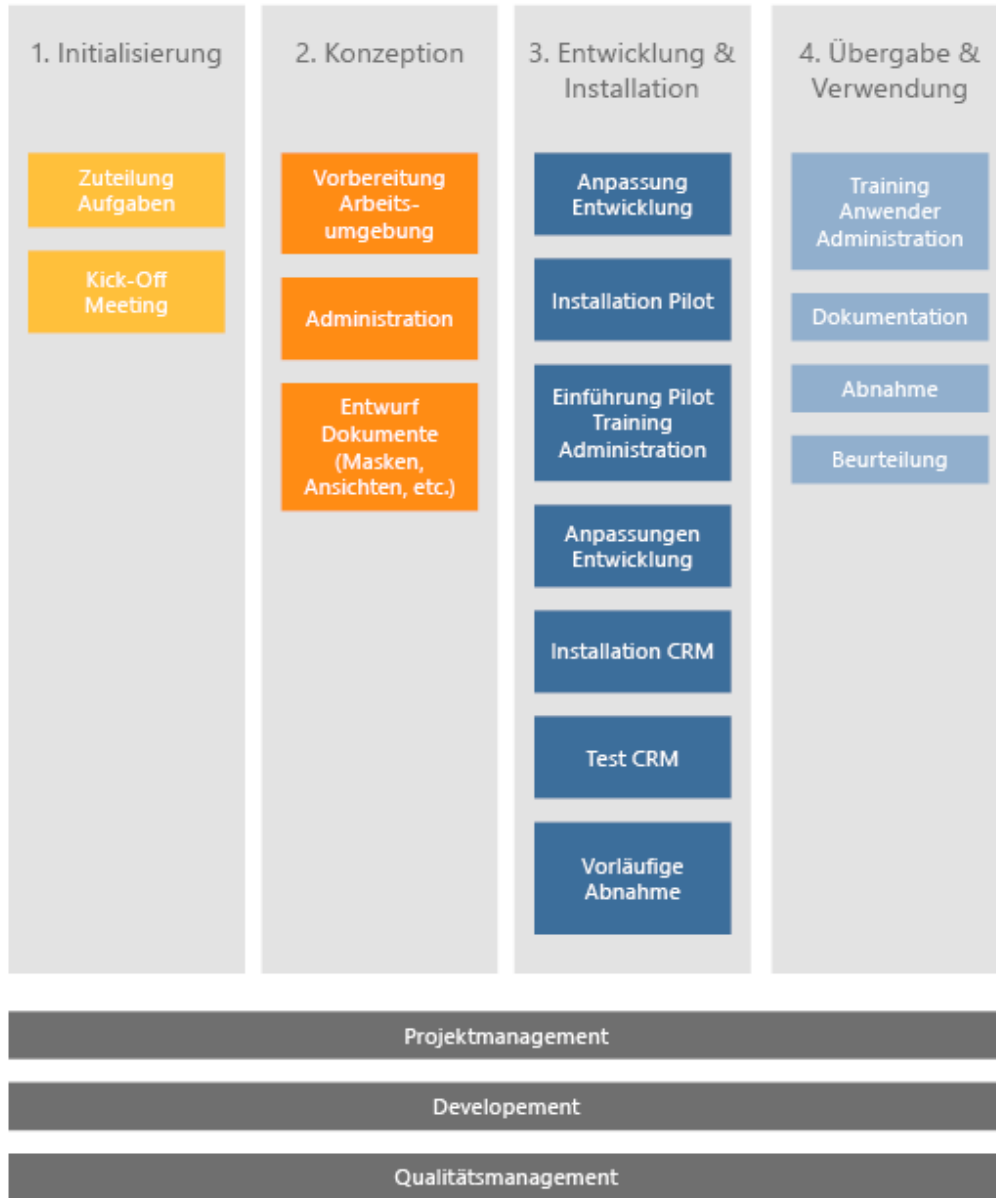 1. Initialisierung
Zuteilung
Aufgaben
Kick-Off
Meeting
2. Konzeption
Vorbereitung
Arbeits-
umgebung
Administration
Entwurf
Dokumente
(Masken,
Ansichten, etc.)
3. Entwicklung &
Installation
Anpassung
Entwicklung
Installation Pilot
Einführung Pilot
Training
Administration
Anpassungen
Entwicklung
Installation CRM
Test CRM
Vorläufige
Abnahme
4. Übergabe &
Verwendung
Training
Anwender
Administration
Dokumentation
Abnahme
Beurteilung
Projektmanagement
Developement
Qualitätsmanagement